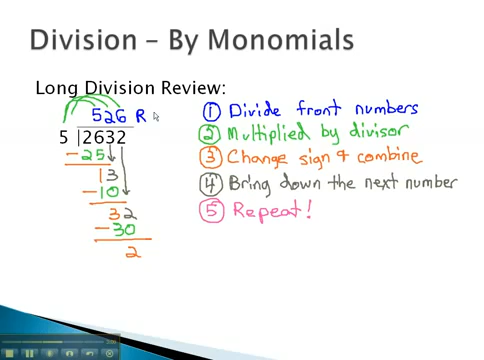 Division – By Monomials
Long Division Review:
526 R
5 2632
-25
13
-10
32
-30
2
① Divide front numbers
② Multiplied by divisor
③ Change sign & combine
④ Bring down the next number
⑤ Repeat!